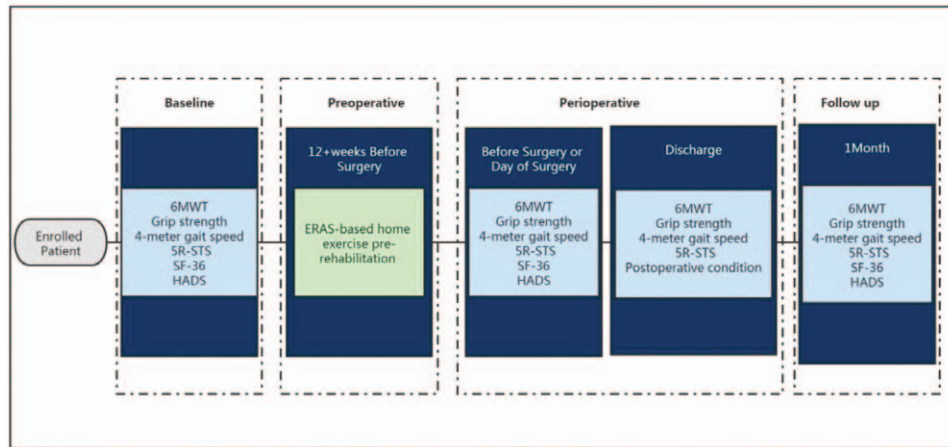 Enrolled
Patient
Baseline
6MWT
Grip strength
4-meter gait speed
5R-STS
SF-36
HADS
Preoperative
12+weeks Before
Surgery
ERAS-based home
exercise pre-
rehabilitation
Perioperative
Before Surgery or
Day of Surgery
6MWT
Grip strength
4-meter gait speed
5R-STS
SF-36
HADS
Discharge
6MWT
Grip strength
4-meter gait speed
5R-STS
Postoperative condition
Follow up
1Month
6MWT
Grip strength
4-meter gait speed
5R-STS
SF-36
HADS